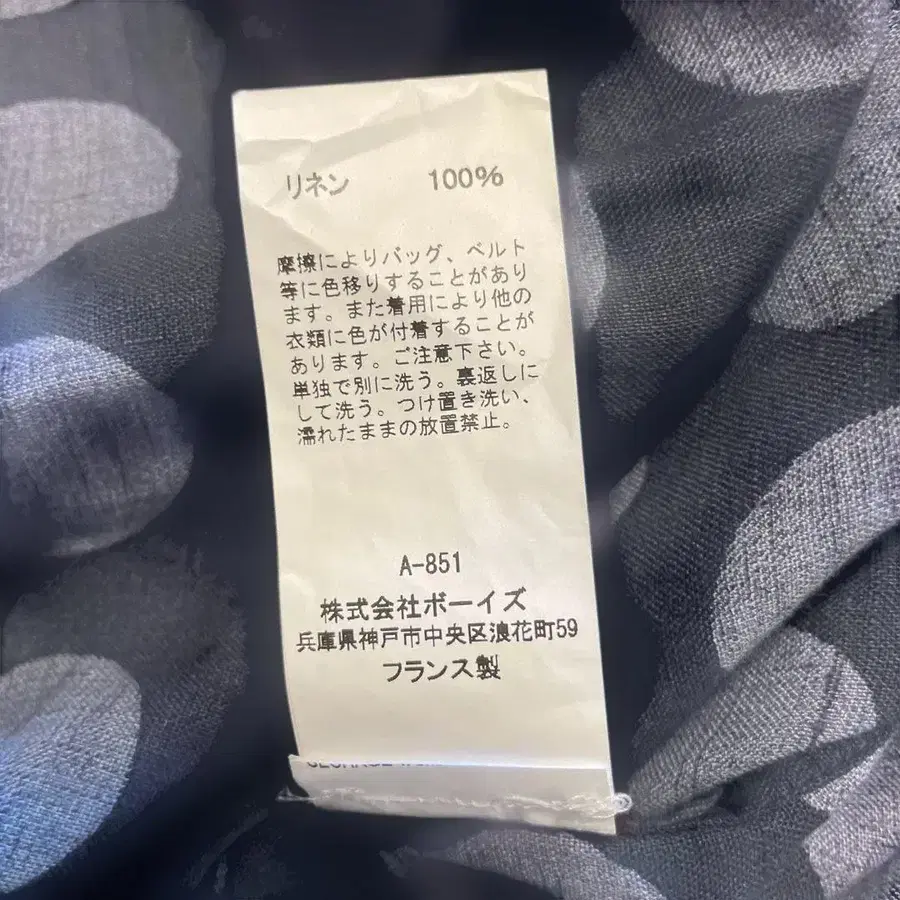 リネン 100%
摩擦によりバッグ、ベルト
等に色移りすることがあり
ます。また着用により他の
衣類に色が付着することが
あります。ご注意下さい。
単独で別に洗う。裏返しに
して洗う。つけ置き洗い、
濡れたままの放置禁止。
A-851
株式会社ボーイズ
兵庫県神戸市中央区浪花町59
フランス製